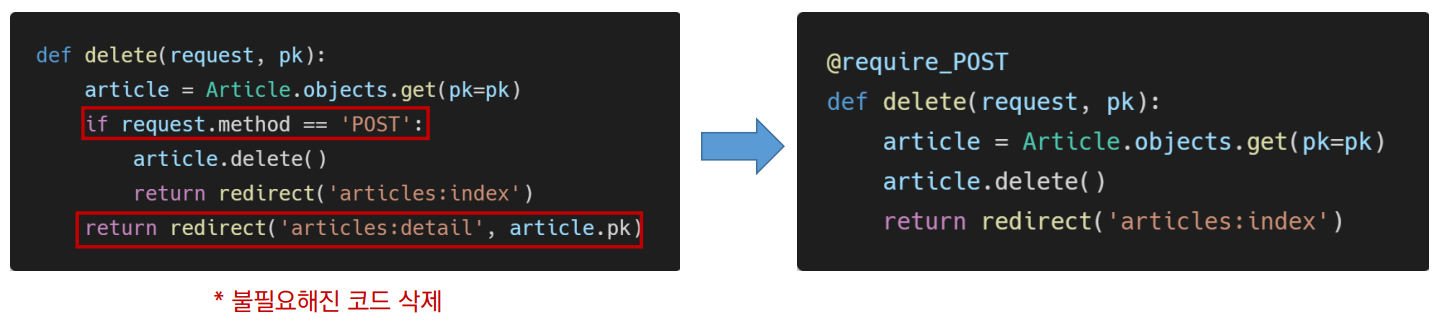 def delete(request, pk):
    article = Article.objects.get(pk=pk)
    if request.method == 'POST':
        article.delete()
        return redirect('articles:index')
    return redirect('articles:detail', article.pk)
* 불필요해진 코드 삭제
@require_POST
def delete(request, pk):
    article = Article.objects.get(pk=pk)
    article.delete()
    return redirect('articles:index')